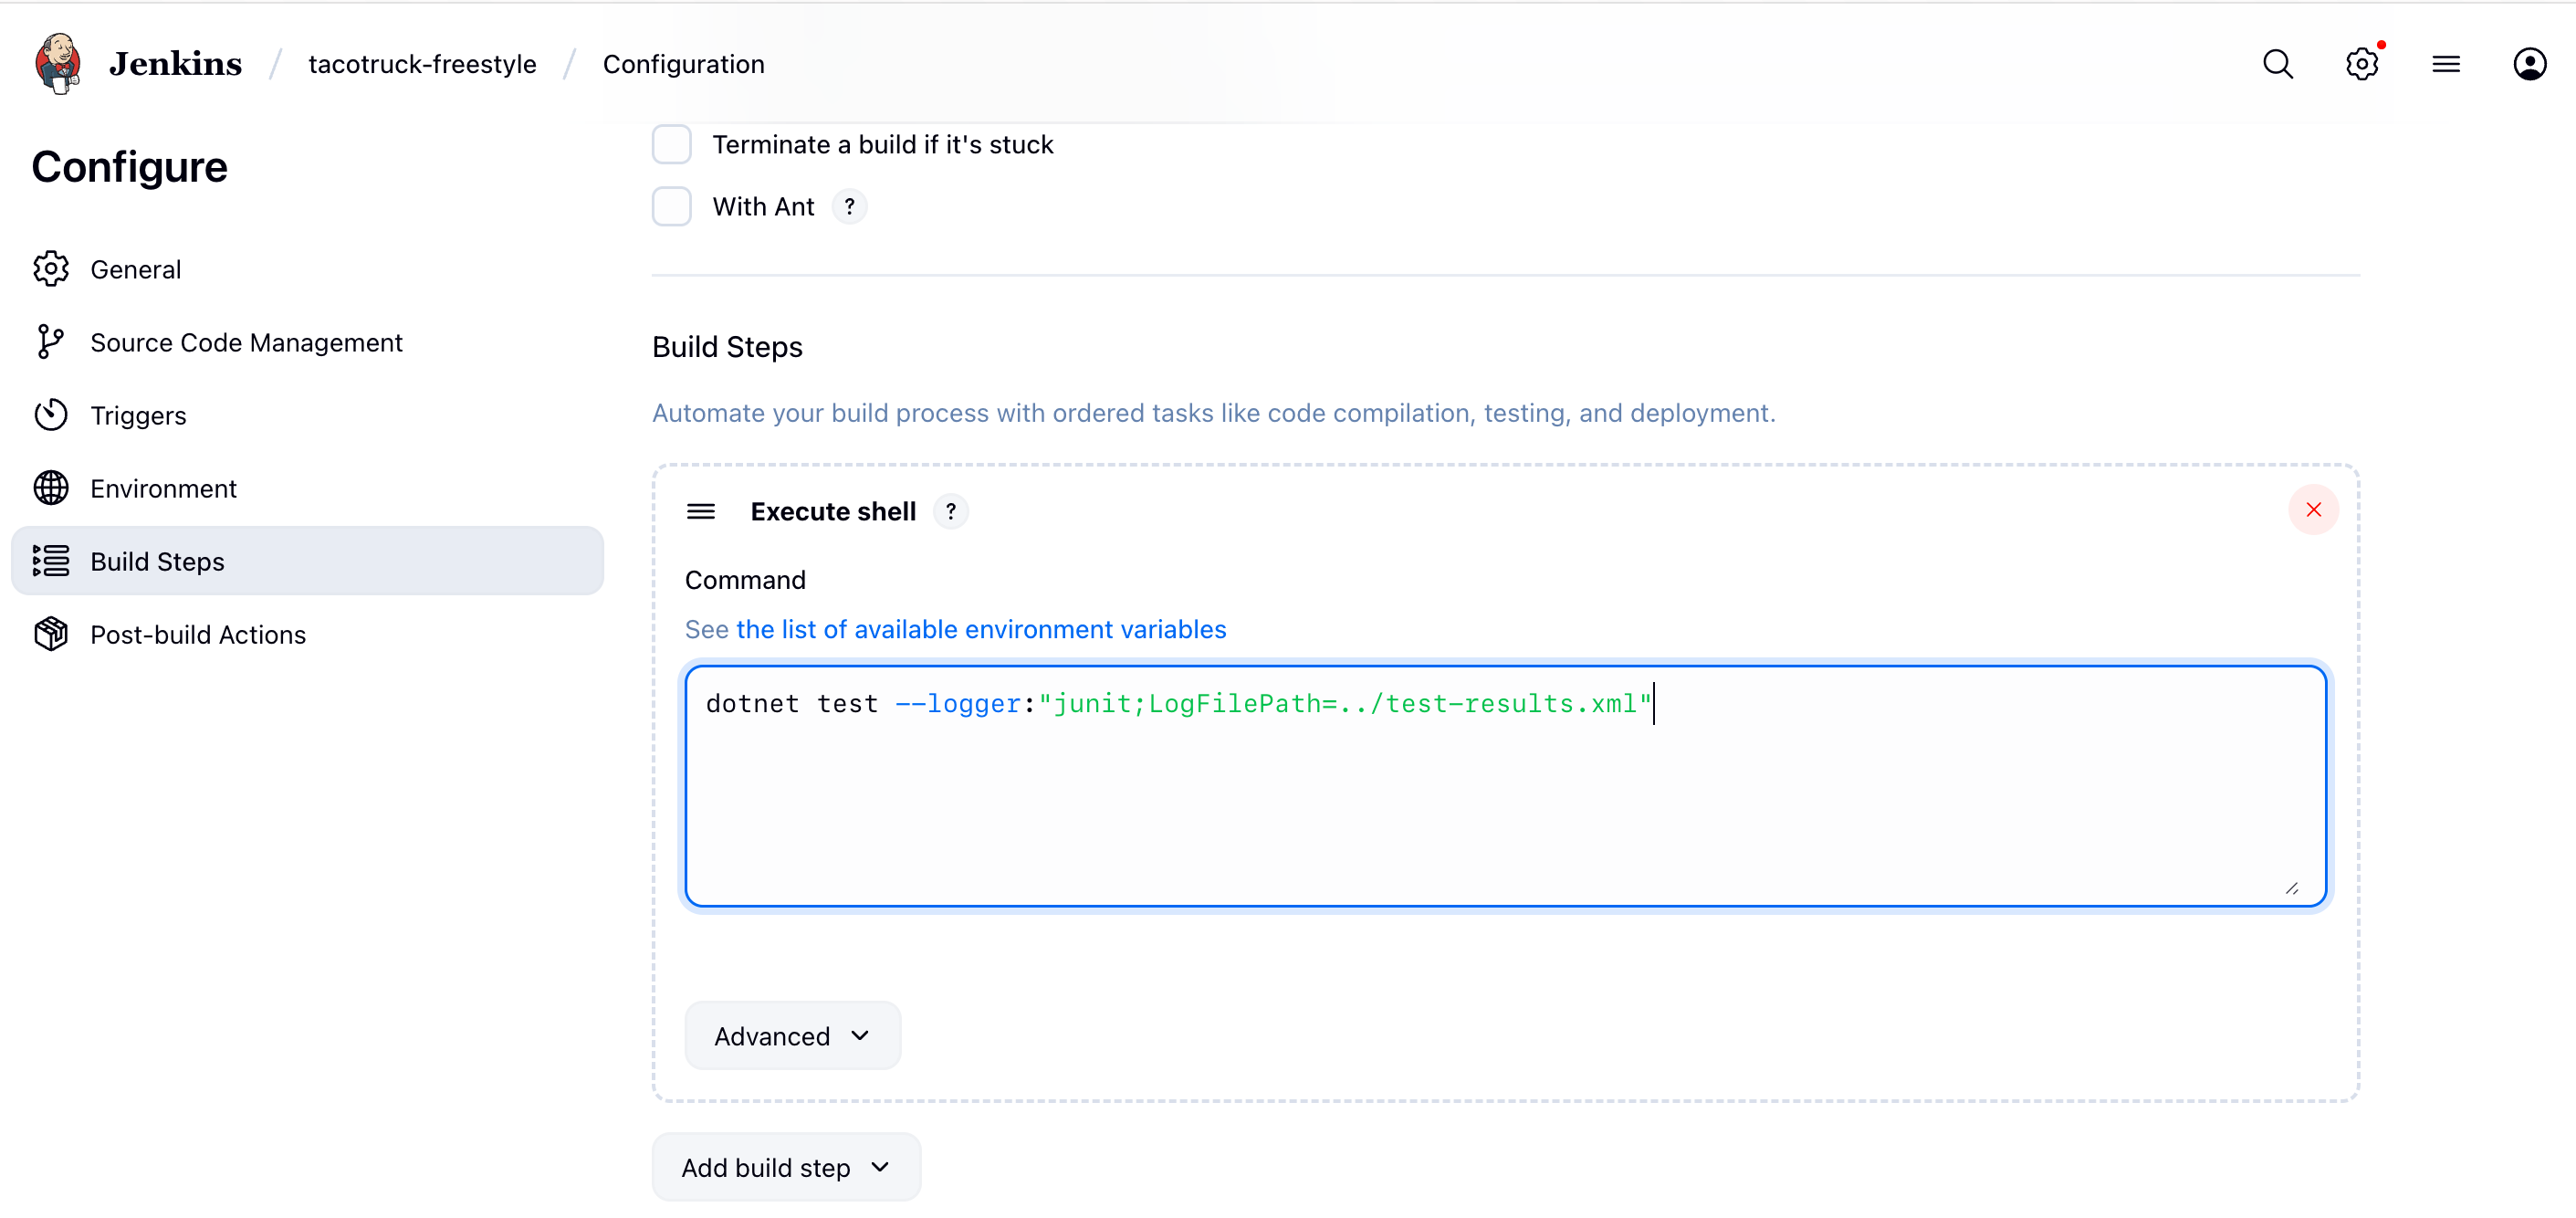 Jenkins / tacotruck-freestyle / Configuration
Configure
General
Source Code Management
Triggers
Environment
Build Steps
Post-build Actions
Terminate a build if it's stuck
With Ant ?
Build Steps
Automate your build process with ordered tasks like code compilation, testing, and deployment.
Execute shell ?
Command
See the list of available environment variables
dotnet test --logger:"junit;LogFilePath=../test-results.xml"
Advanced
Add build step